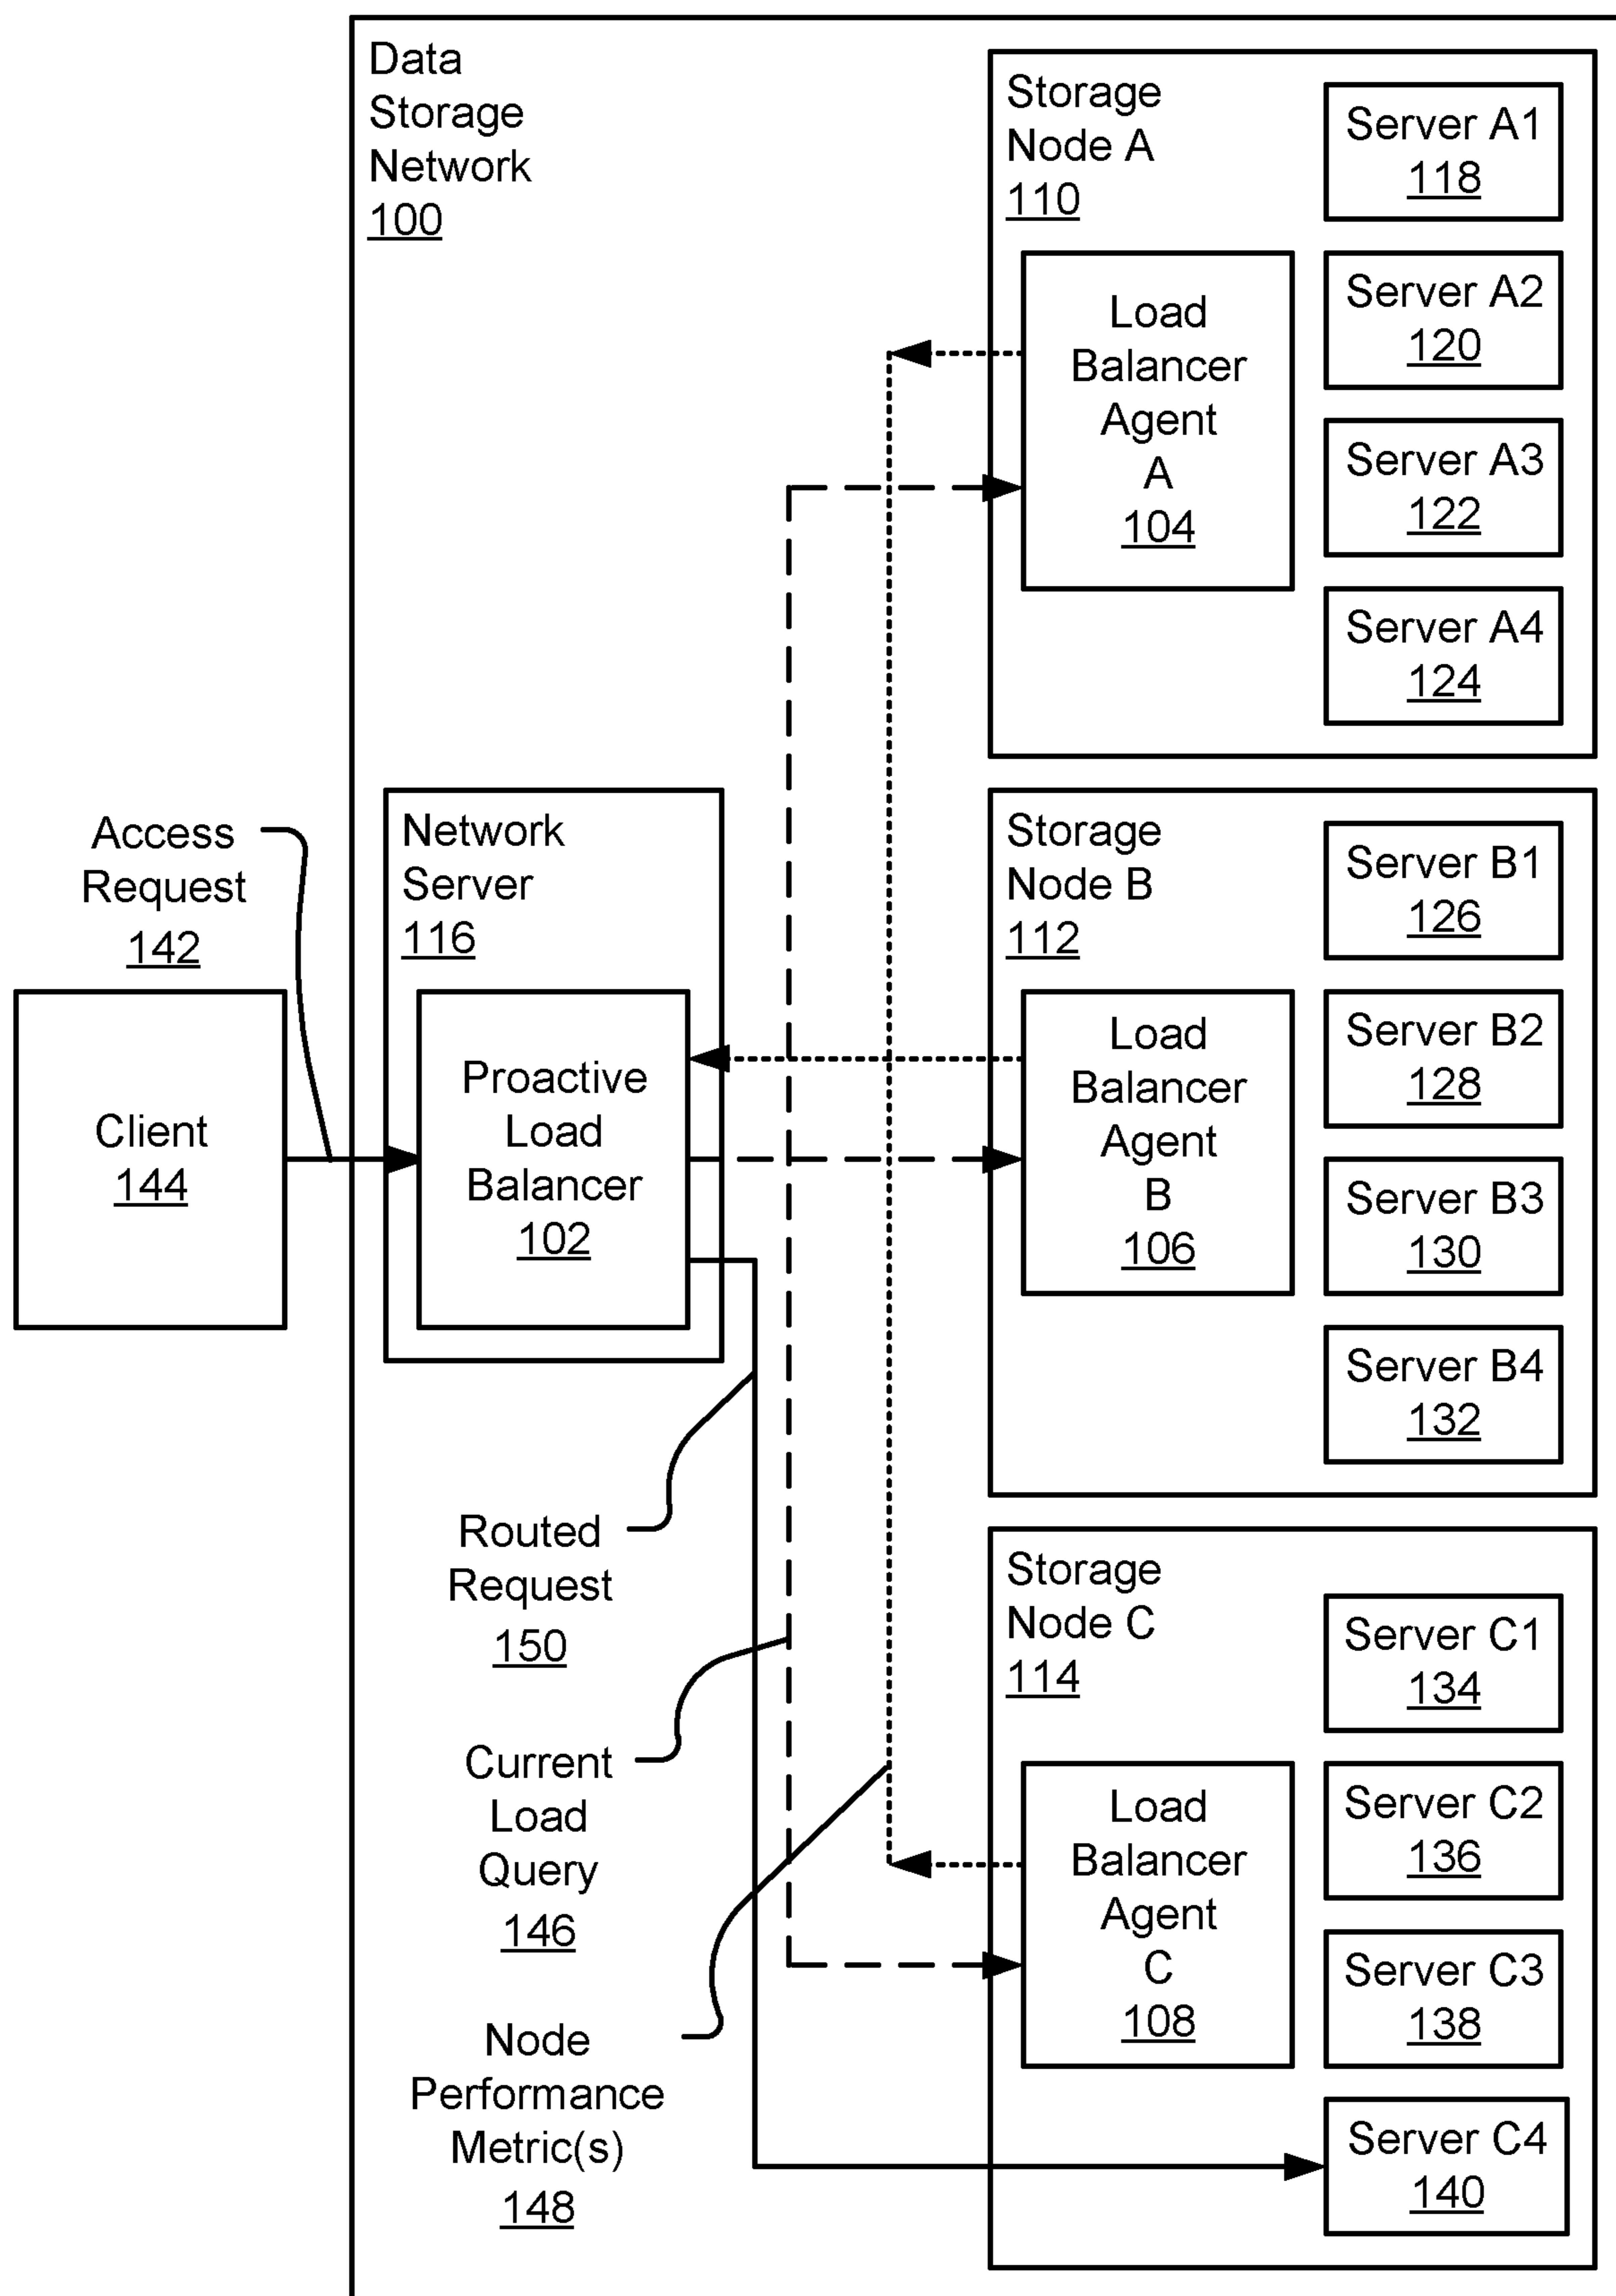 Data
Storage
Network
100
Storage
Node A
110
Load
Balancer
Agent
A
104
Server A1
118
Server A2
120
Server A3
122
Server A4
124
Access
Request
142
Client
144
Network
Server
116
Proactive
Load
Balancer
102
Storage
Node B
112
Load
Balancer
Agent
B
106
Server B1
126
Server B2
128
Server B3
130
Server B4
132
Routed
Request
150
Current
Load
Query
146
Node
Performance
Metric(s)
148
Storage
Node C
114
Load
Balancer
Agent
C
108
Server C1
134
Server C2
136
Server C3
138
Server C4
140